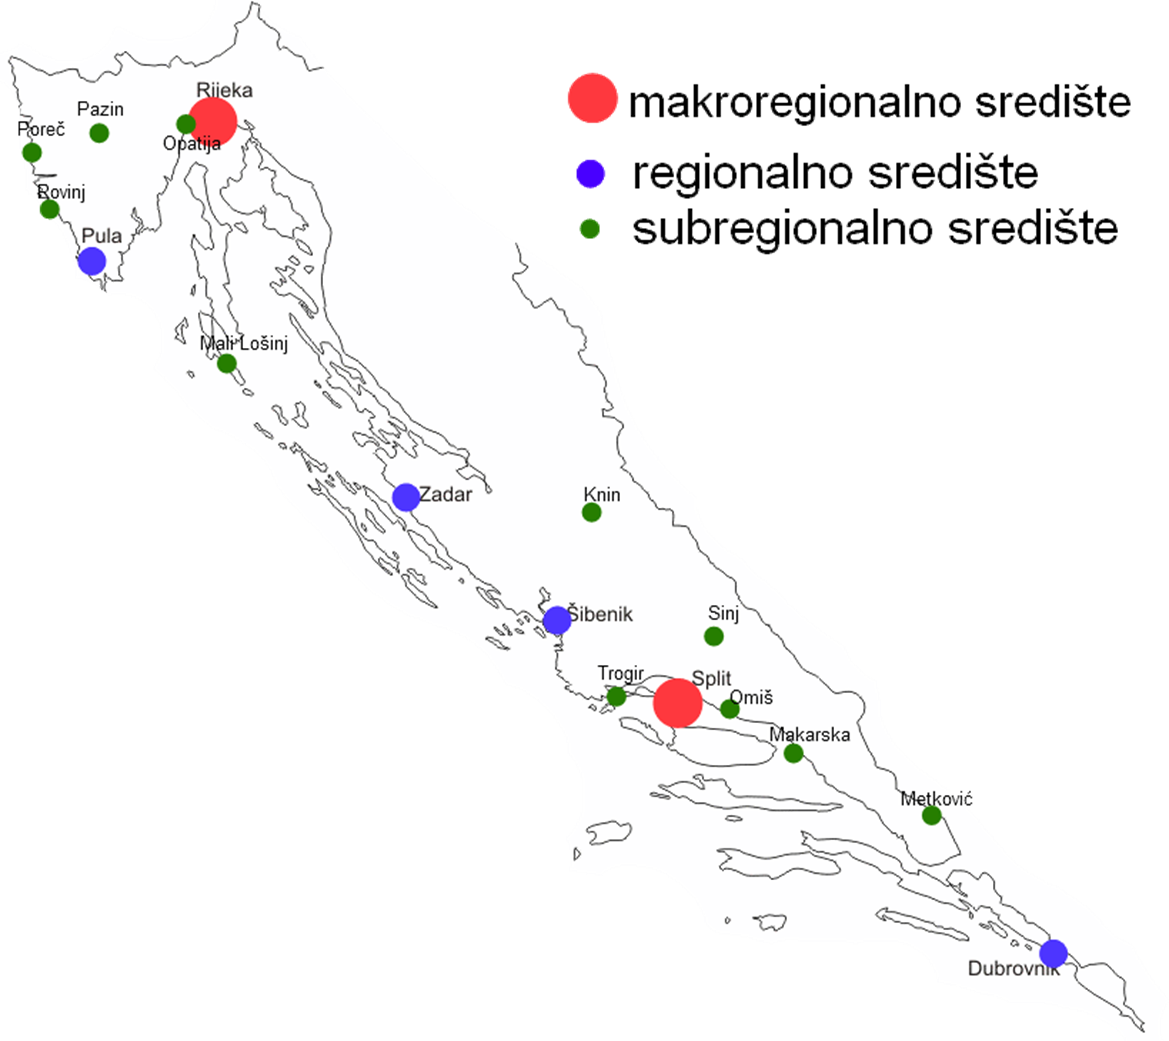 Rijeka
makroregionalno središte
Pazin
Poreč
Opatija
regionalno središte
Rovinj
subregionalno središte
Pula
Mali Lošinj
Zadar
Knin
Šibenik
Sinj
Trogir
Split
Omiš
Makarska
Metković
Dubrovnik